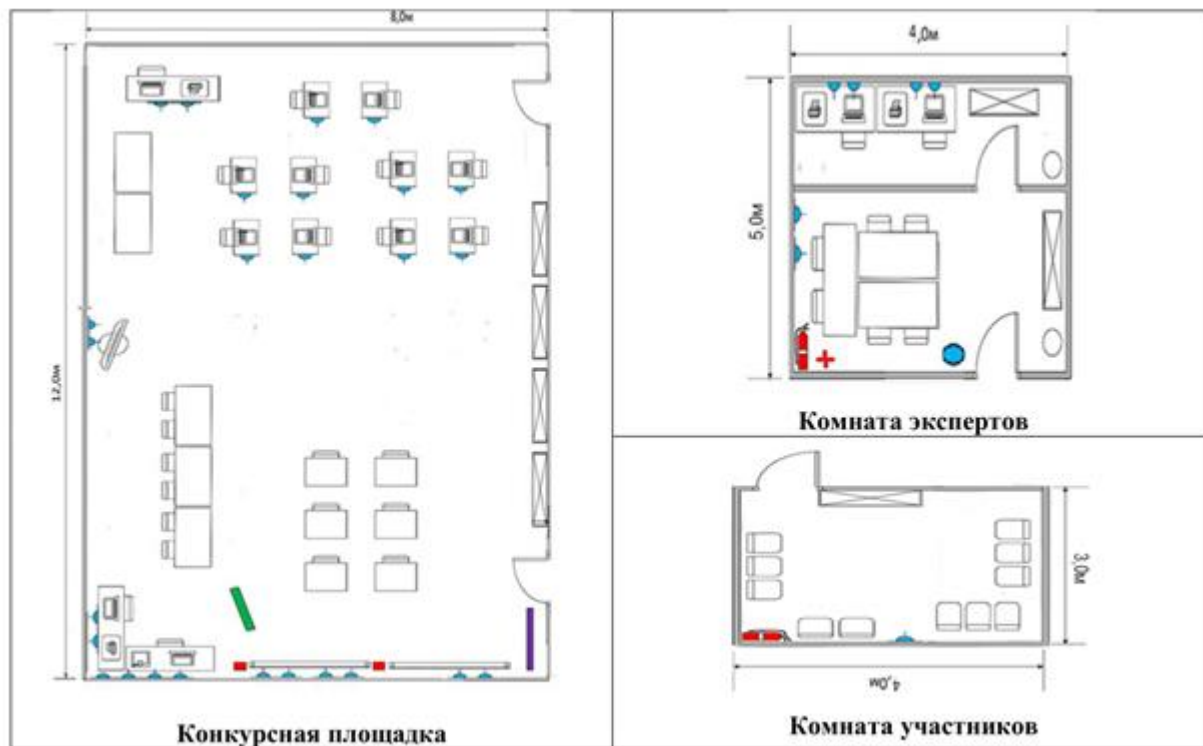 8,0м
12,0м
Конкурсная площадка
4,0м
5,0м
Комната экспертов
3,0м
4,0м
Комната участников